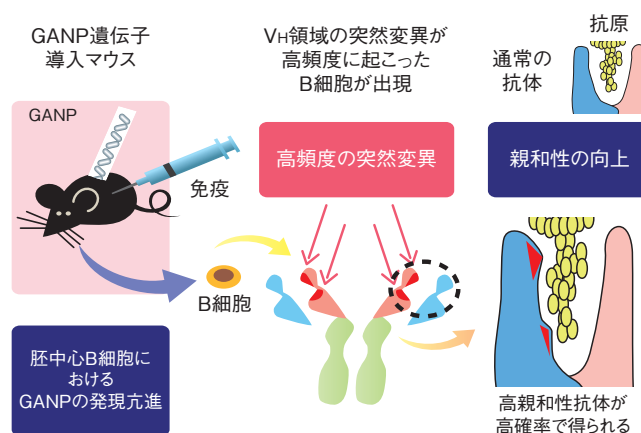 GANP遺伝子
導入マウス
GANP
免疫
B細胞
胚中心B細胞に
おける
GANPの発現亢進
VH領域の突然変異が
高頻度に起こった
B細胞が出現
高頻度の突然変異
抗原
通常の
抗体
親和性の向上
高親和性抗体が
高確率で得られる